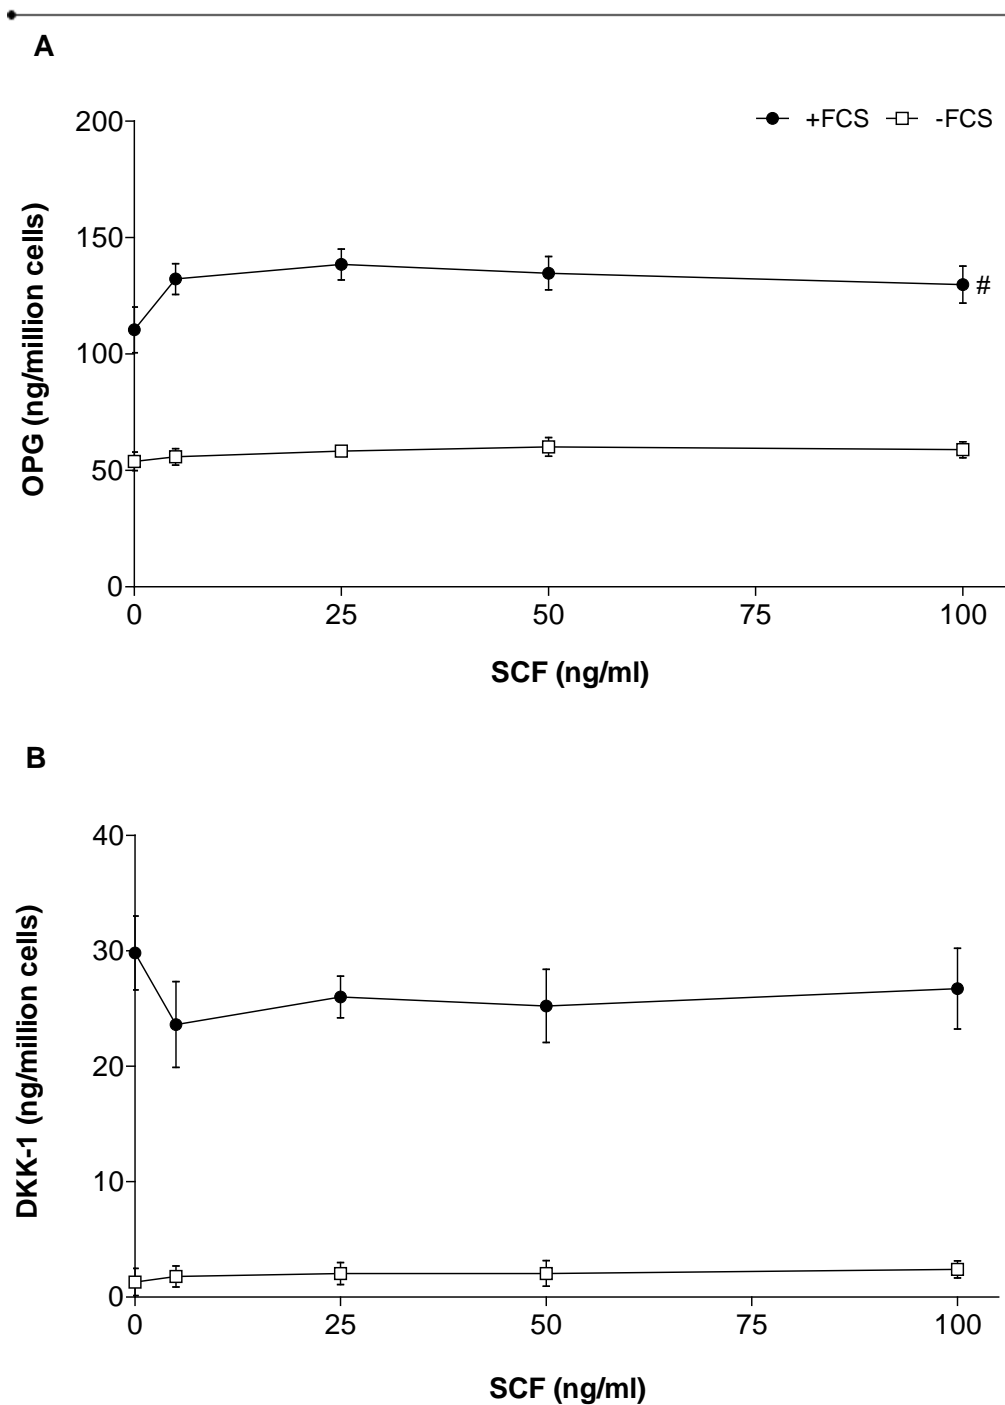 A
+FCS -FCS
200
150
100
50
0
#
0 25 50 75 100
OPG (ng/million cells)
SCF (ng/ml)
B
40
30
20
10
0
0 25 50 75 100
DKK-1 (ng/million cells)
SCF (ng/ml)